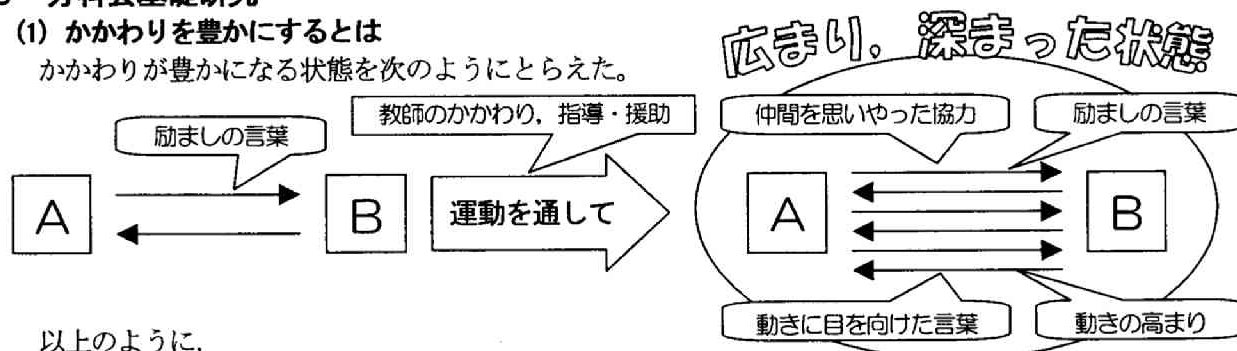 (1) かかわりを豊かにするとは
かかわりが豊かになる状態を次のようにとらえた。
広まり，深まった状態
励ましの言葉
教師のかかわり，指導・援助
仲間を思いやった協力
励ましの言葉
A
B
運動を通して
A
B
動きに目を向けた言葉
動きの高まり
以上のように，